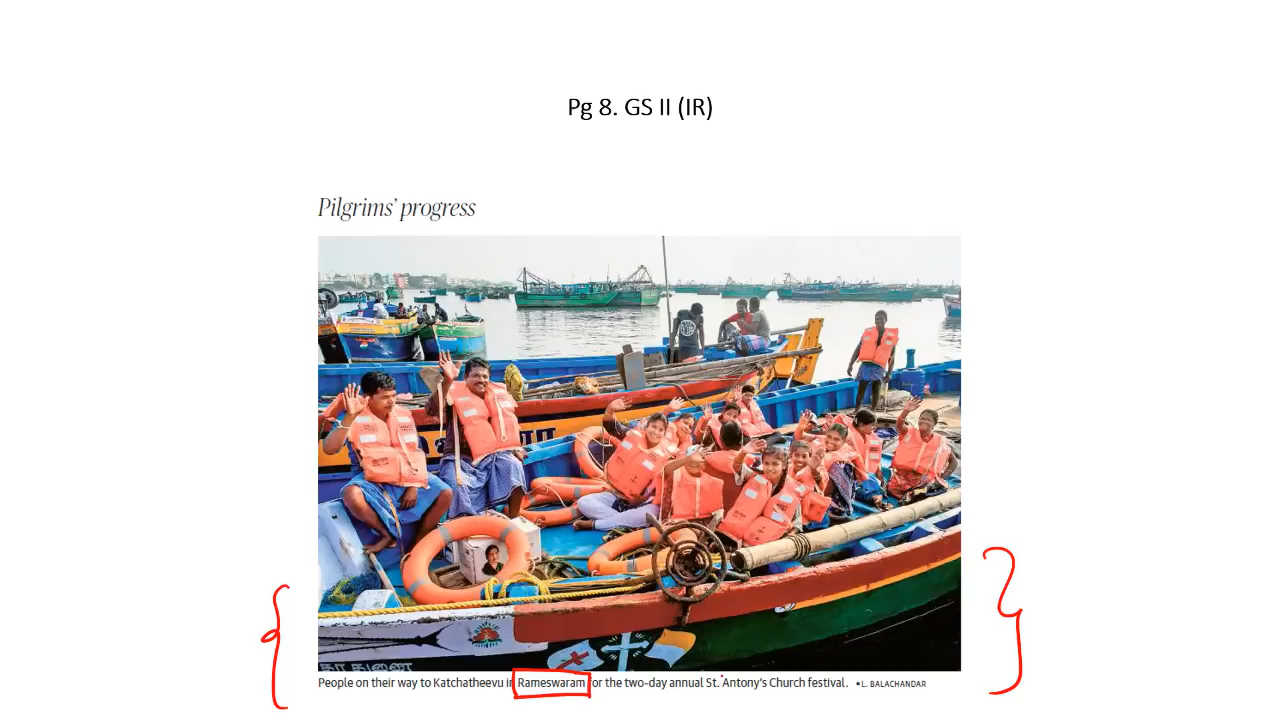 Pg 8. GS II (IR)
Pilgrims’ progress
தா துணை
People on their way to Katchatheevu in Rameswaram for the two-day annual St. Antony’s Church festival. ▪L. BALACHANDAR